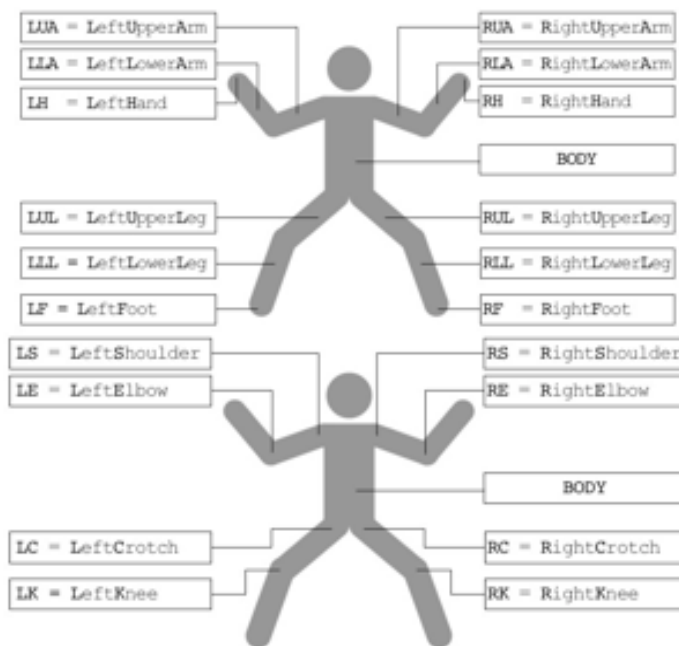 LUA = LeftUpperArm
RUA = RightUpperArm
LLA = LeftLowerArm
RLA = RightLowerArm
LH = LeftHand
RH = RightHand
BODY
LUL = LeftUpperLeg
RUL = RightUpperLeg
LLL = LeftLowerLeg
RLL = RightLowerLeg
LF = LeftFoot
RF = RightFoot
LS = LeftShoulder
RS = RightShoulder
LE = LeftElbow
RE = RightElbow
BODY
LC = LeftCrotch
RC = RightCrotch
LK = LeftKnee
RK = RightKnee